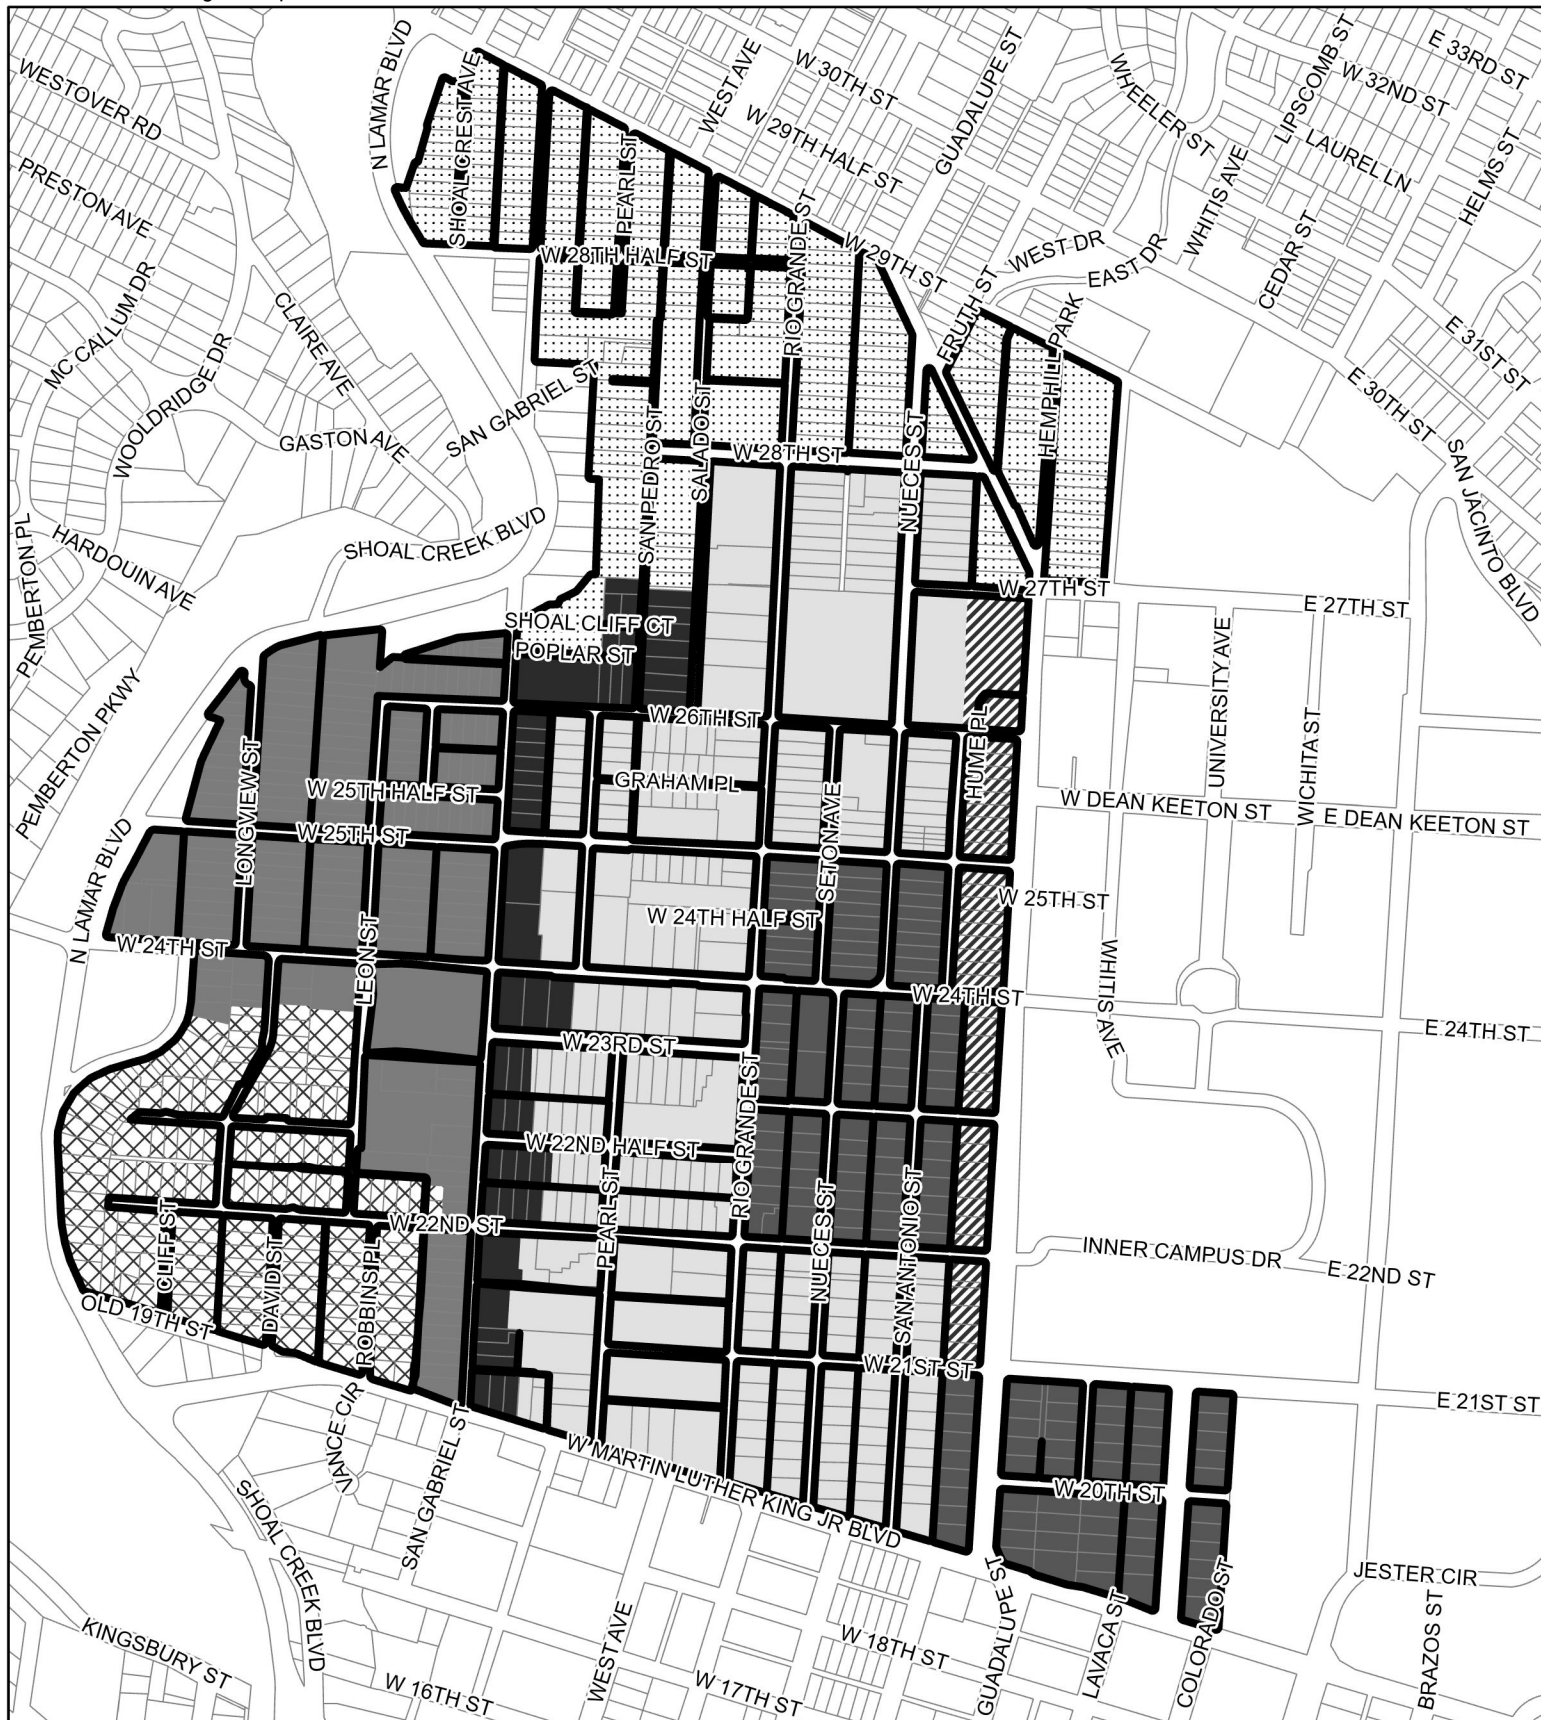 WESTOVER RD
PRESTON AVE
MC CALLUM DR
WOOLDRIDGE DR
CLAIRE AVE
GASTON AVE
HARDOUIN AVE
PEMBERTON PL
PEMBERTON PKWY
N LAMAR BLVD
SHOALCREST AVE
PEARL ST
WEST AVE
W 30TH ST
W 29TH HALF ST
GUADALUPE ST
WHEELER ST
LIPSCOMB ST
E 33RD ST
W 32ND ST
LAUREL LN
HELMS ST
WHITIS AVE
CEDAR ST
WEST DR
EAST DR
W 29TH ST
FRUTH ST
HEMPHILL PARK
E 31ST ST
E 30TH ST
SAN JACINTO BLVD
W 28TH HALF ST
RIO GRANDE ST
SAN GABRIEL ST
SAN PEDRO ST
SALADO ST
W 28TH ST
NUECES ST
SHOAL CREEK BLVD
W 27TH ST
E 27TH ST
SHOAL CLIFF CT
POPLAR ST
UNIVERSITY AVE
WICHITA ST
W 26TH ST
HUME PL
LONGVIEW ST
W 25TH HALF ST
GRAHAM PL
SETON AVE
W DEAN KEETON ST
E DEAN KEETON ST
W 25TH ST
N LAMAR BLVD
W 25TH ST
W 24TH HALF ST
LEON ST
W 24TH ST
W 24TH ST
WHITIS AVE
E 24TH ST
W 23RD ST
RIO GRANDE ST
W 22ND HALF ST
PEARL ST
NUECES ST
SAN ANTONIO ST
CLIFF ST
DAVID ST
ROBBINS PL
W 22ND ST
INNER CAMPUS DR
E 22ND ST
OLD 19TH ST
W 21ST ST
E 21ST ST
VANCE CIR
SAN GABRIEL ST
W MARTIN LUTHER KING JR BLVD
W 20TH ST
SHOAL CREEK BLVD
JESTER CIR
KINGSBURY ST
W 16TH ST
WEST AVE
W 17TH ST
W 18TH ST
GUADALUPE ST
LAVACA ST
COLORADO ST
BRAZOS ST